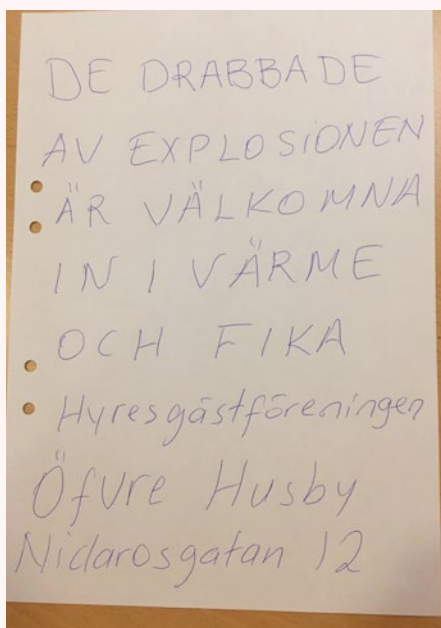 DE DRABBADE
AV EXPLOSIONEN
ÄR VÄLKOMNA
IN I VÄRME
OCH FIKA
Hyresgästföreningen
Öfvre Husby
Nidarosgatan 12